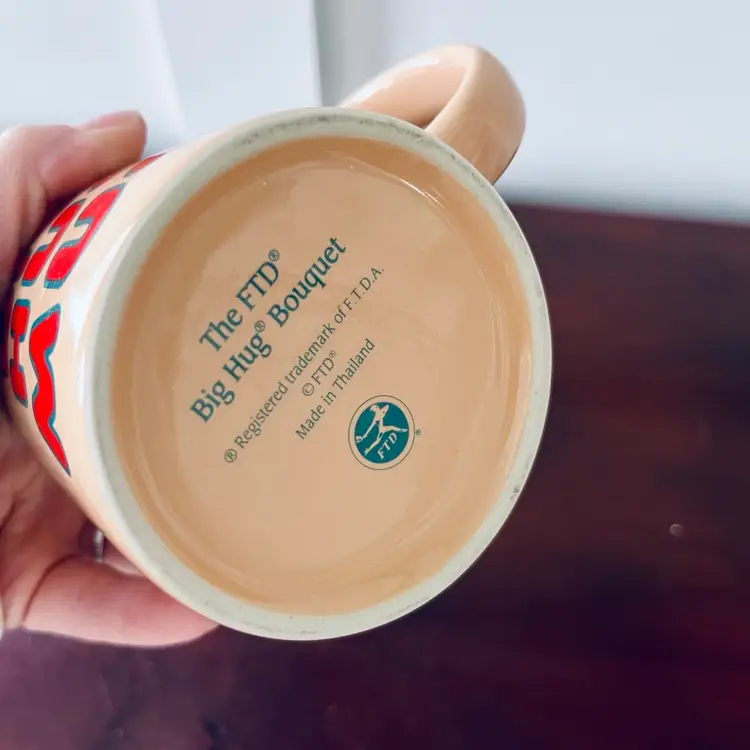 The FTD®
Big Hug® Bouquet
® Registered trademark of F.T.D.A.
© FTD®
Made in Thailand
FTD
®